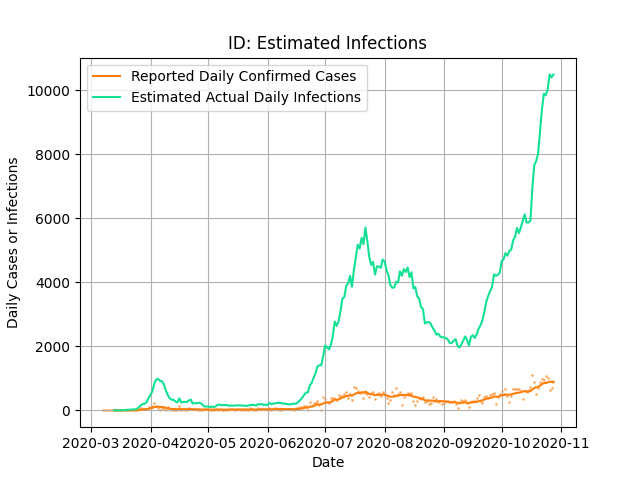 ID: Estimated Infections
Reported Daily Confirmed Cases
Estimated Actual Daily Infections
Daily Cases or Infections
10000
8000
6000
4000
2000
0
2020-03 2020-04 2020-05 2020-06 2020-07 2020-08 2020-09 2020-10 2020-11
Date